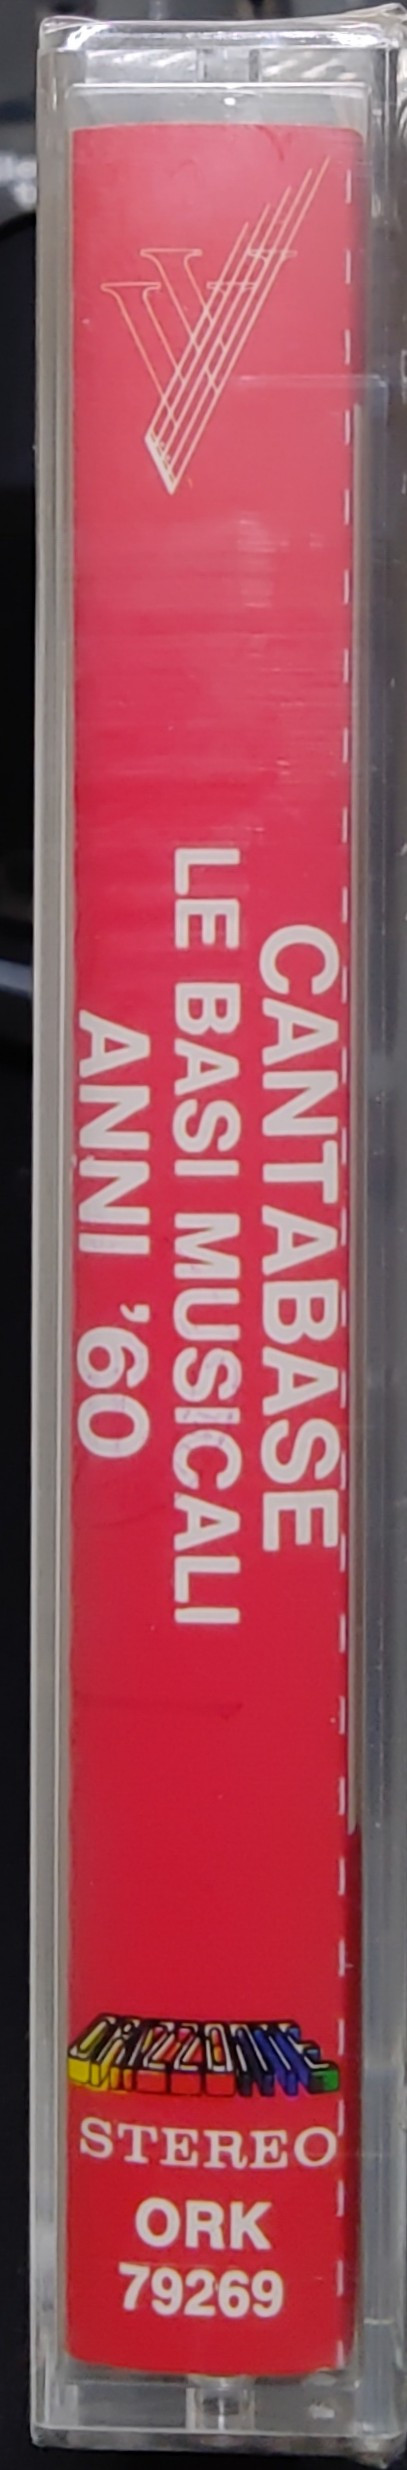 CANTABASE
LE BASI MUSICALI
ANNI '60
ORIZZONTE
STEREO
ORK
79269